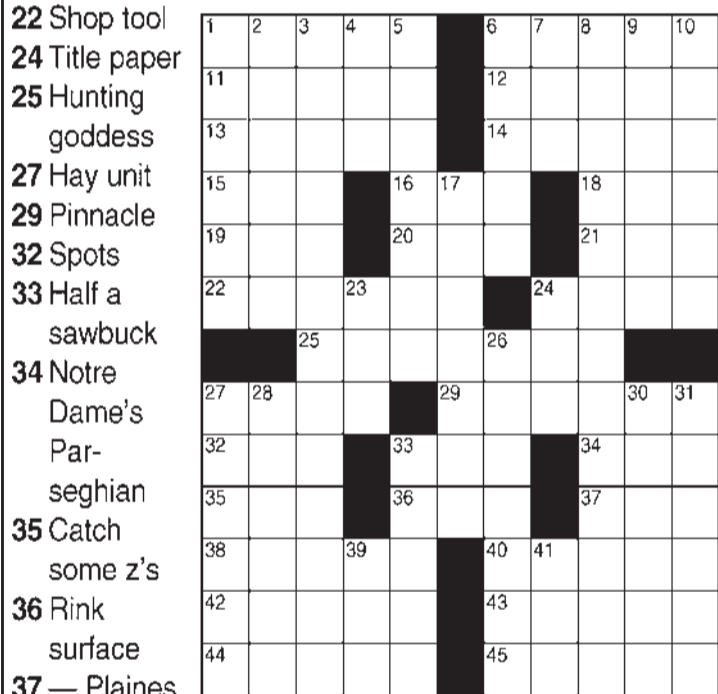 22 Shop tool
24 Title paper
25 Hunting
goddess
27 Hay unit
29 Pinnacle
32 Spots
33 Half a
sawbuck
34 Notre
Dame's
Par-
seghian
35 Catch
some z's
36 Rink
surface
37 — Plaines
1 2 3 4 5 6 7 8 9 10
11 12
13 14
15 16 17 18
19 20 21
22 23 24
25 26
27 28 29 30 31
32 33 34
35 36 37
38 39 40 41
42 43
44 45